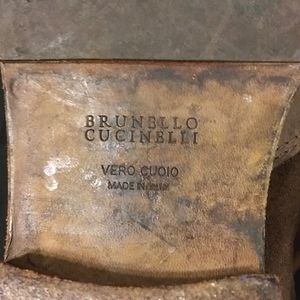 BRUNELLO
CUCINELLI
VERO CUOIO
MADE IN ITALY